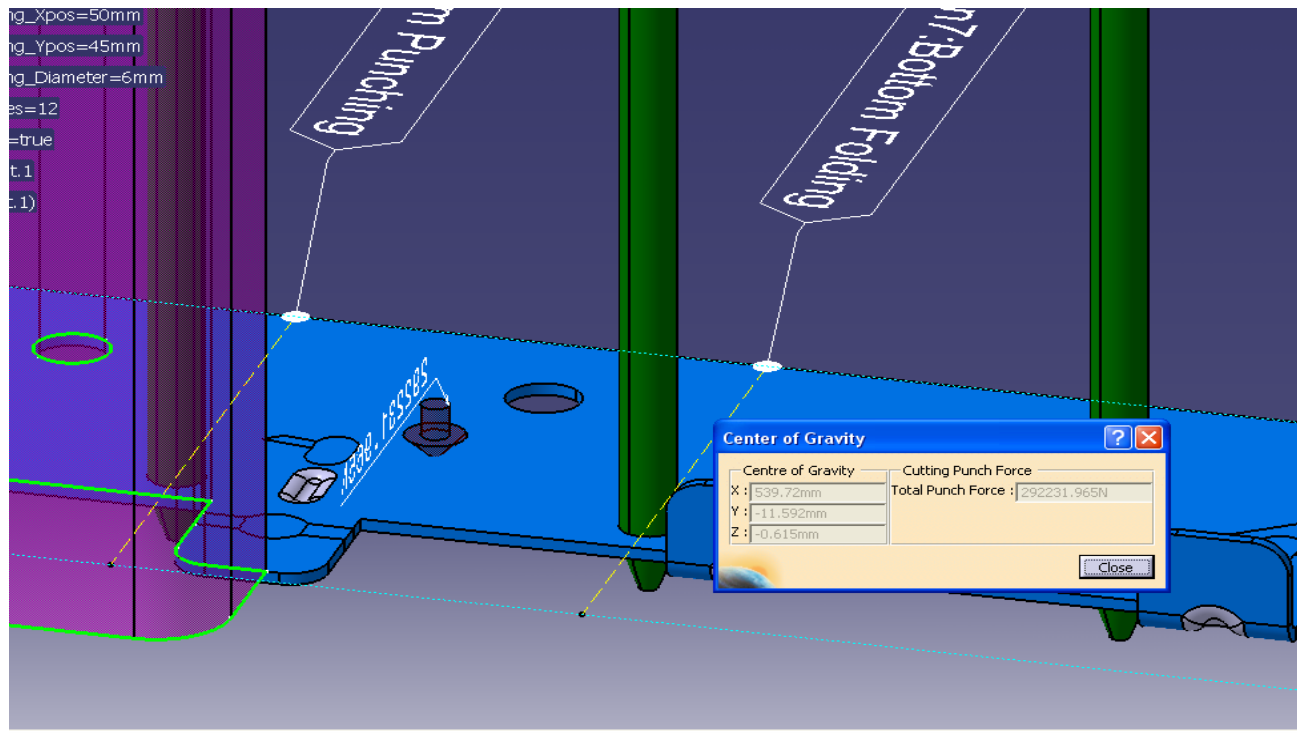 ng_Xpos=50mm
ng_Ypos=45mm
ng_Diameter=6mm
es=12
=true
t.1
t.1)
m Punching
n7:Bottom Folding
Center of Gravity
Centre of Gravity
X : 539.72mm
Y : -11.592mm
Z : -0.615mm
Cutting Punch Force
Total Punch Force : 292231.965N
Close